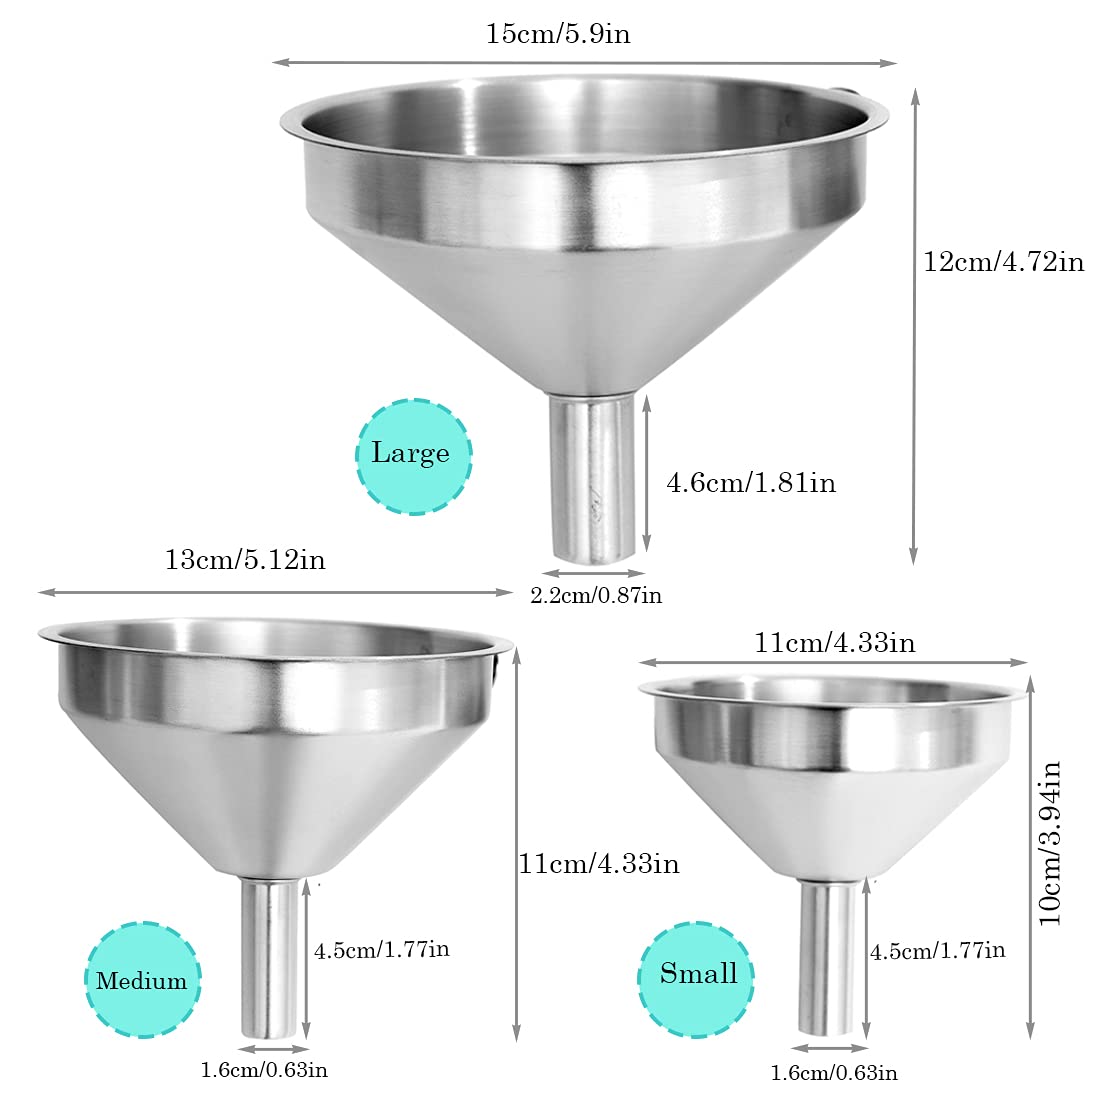 15cm/5.9in
12cm/4.72in
Large
4.6cm/1.81in
2.2cm/0.87in
13cm/5.12in
11cm/4.33in
Medium
4.5cm/1.77in
1.6cm/0.63in
11cm/4.33in
10cm/3.94in
Small
4.5cm/1.77in
1.6cm/0.63in